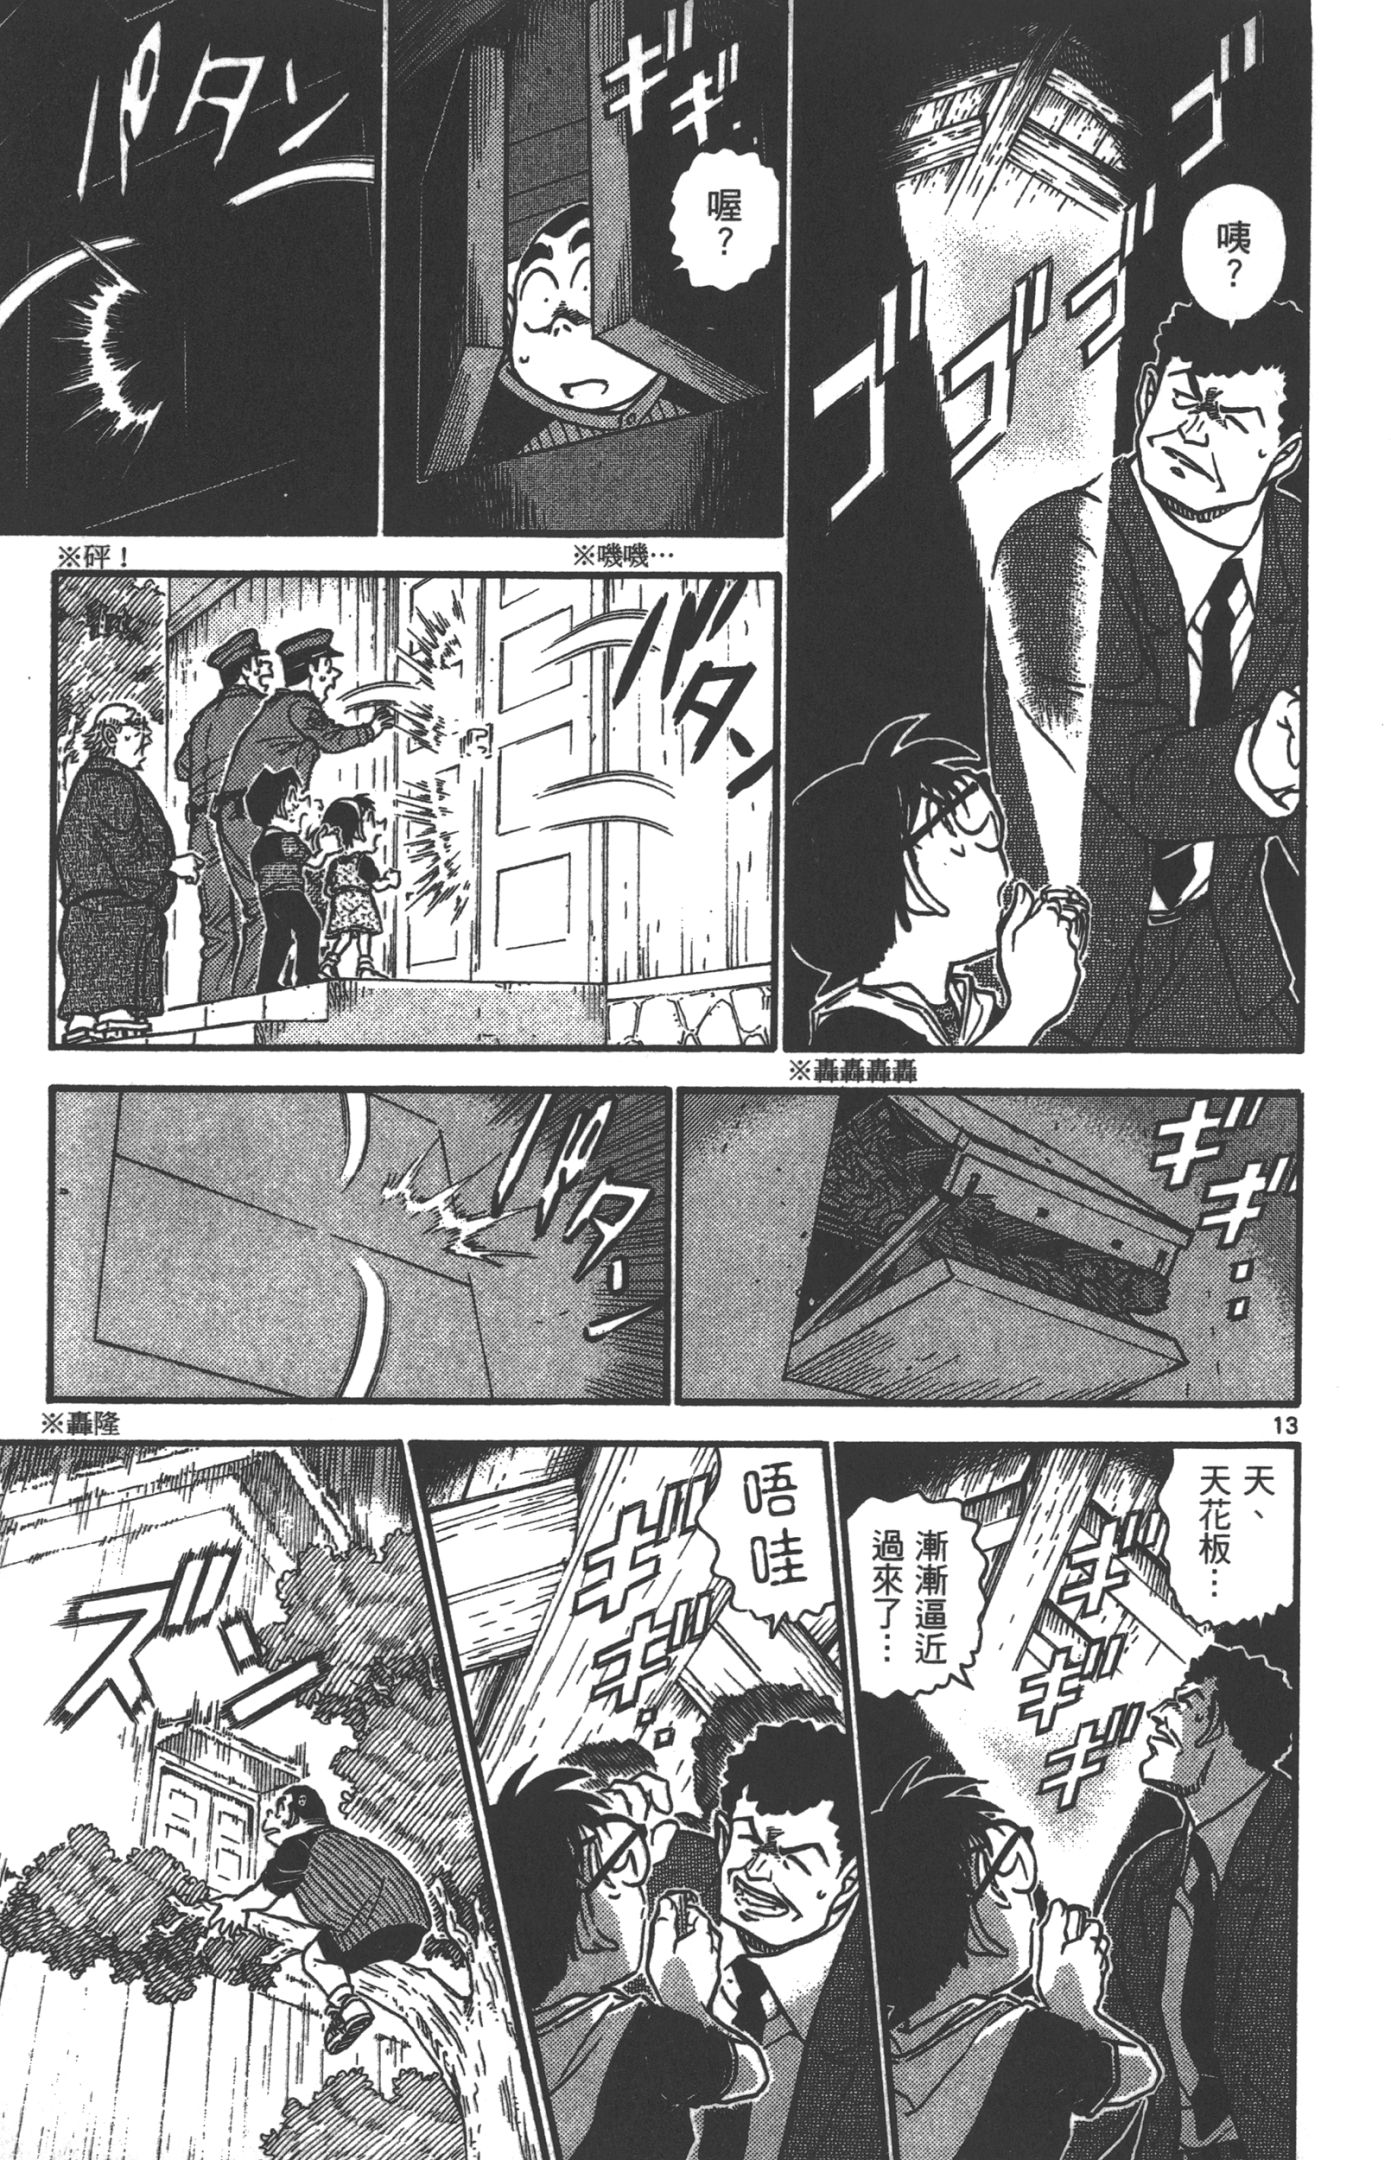 ゴゴゴゴ
咦？
ギギ
喔？
パタン
※砰！
※嘰嘰…
バタン
※轟轟轟轟
ギギ…
バターン
※轟隆
13
天、
天花板…
ギギギ
漸漸逼近
過來了…
唔
哇
ギギ…
ズーン